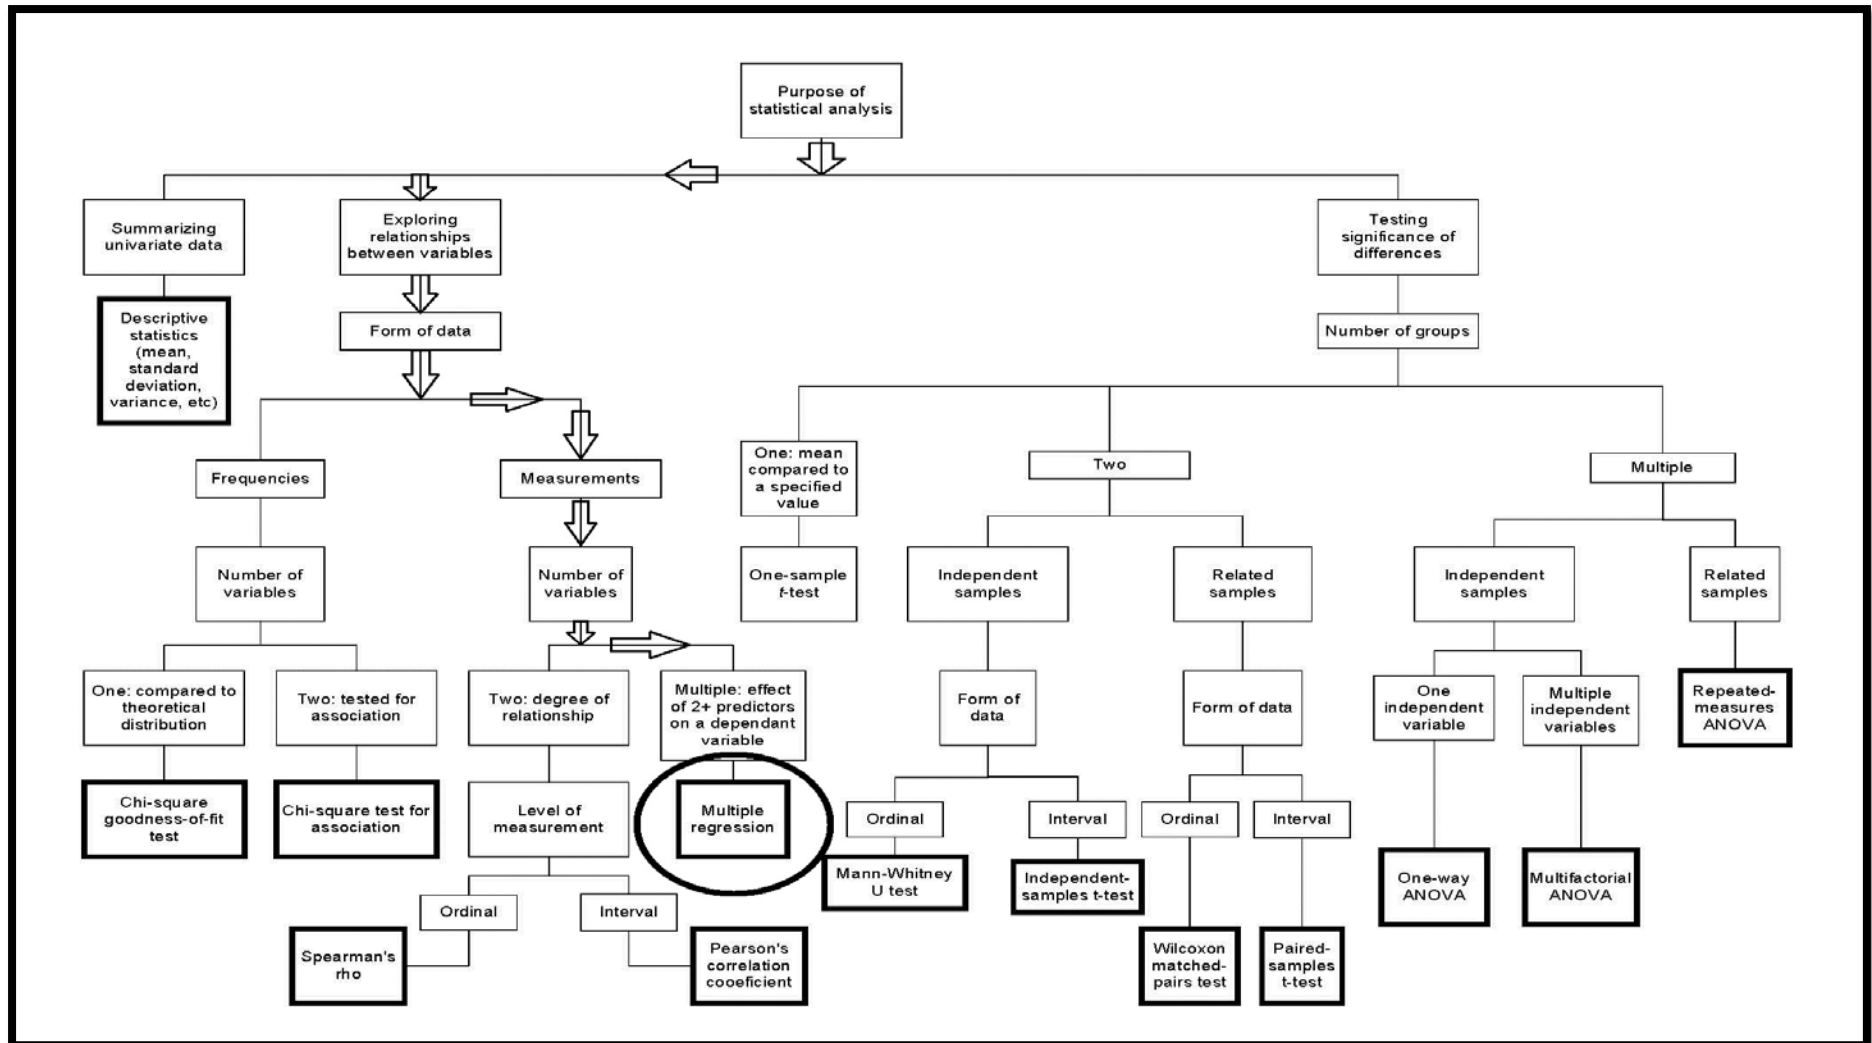 Purpose of
statistical analysis
Summarizing
univariate data
Exploring
relationships
between variables
Testing
significance of
differences
Descriptive
statistics
(mean,
standard
deviation,
variance, etc)
Form of data
Number of groups
Frequencies
Measurements
One: mean
compared to
a specified
value
Two
Multiple
Number of
variables
Number of
variables
One-sample
t-test
Independent
samples
Related
samples
Independent
samples
Related
samples
One: compared to
theoretical
distribution
Two: tested for
association
Two: degree of
relationship
Multiple: effect
of 2+ predictors
on a dependant
variable
Form of
data
Form of data
One
independent
variable
Multiple
independent
variables
Repeated-
measures
ANOVA
Chi-square
goodness-of-fit
test
Chi-square test for
association
Level of
measurement
Multiple
regression
Ordinal
Interval
Ordinal
Interval
Mann-Whitney
U test
Independent-
samples t-test
One-way
ANOVA
Multifactorial
ANOVA
Ordinal
Interval
Spearman's
rho
Pearson's
correlation
cooeficient
Wilcoxon
matched-
pairs test
Paired-
samples
t-test